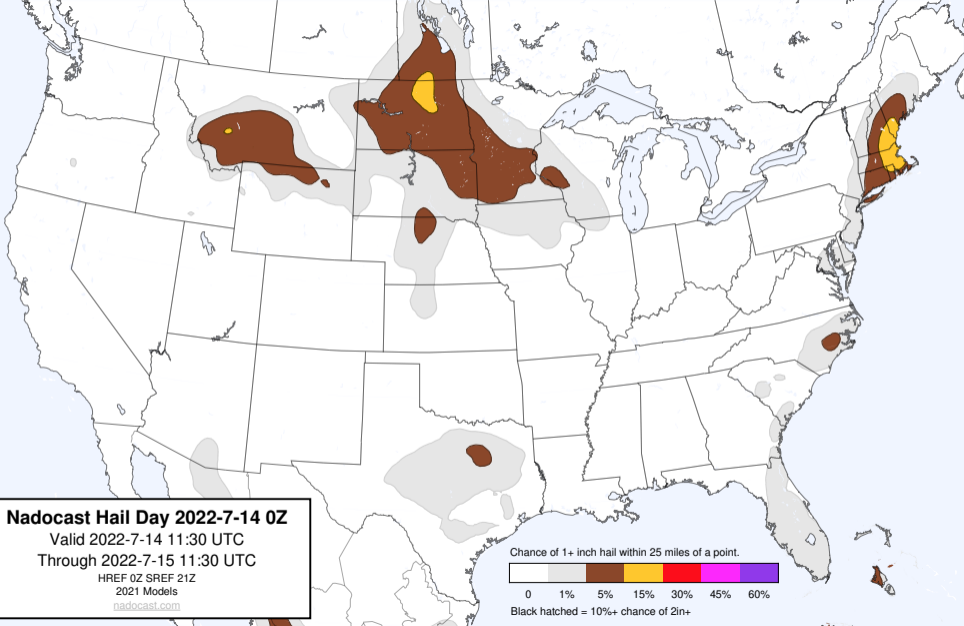 Nadocast Hail Day 2022-7-14 0Z
Valid 2022-7-14 11:30 UTC
Through 2022-7-15 11:30 UTC
HREF 0Z SREF 21Z
2021 Models
nadocast.com
Chance of 1+ inch hail within 25 miles of a point.
0 1% 5% 15% 30% 45% 60%
Black hatched = 10%+ chance of 2in+